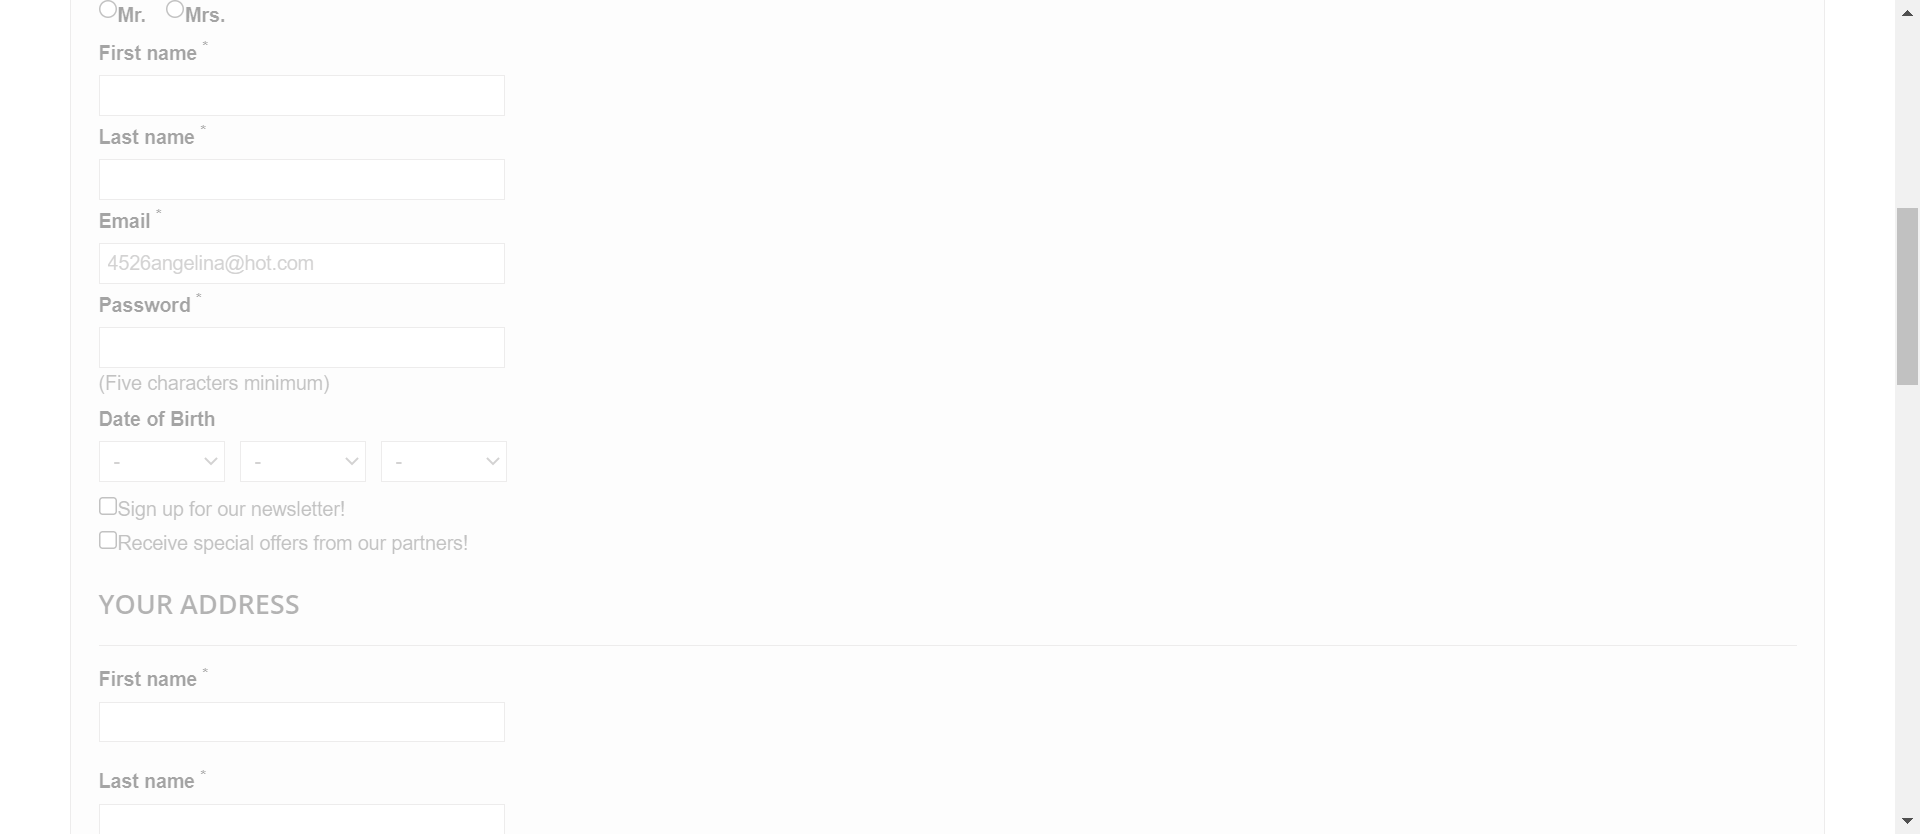 Mr. Mrs.
First name *
Last name *
Email *
4526angelina@hot.com
Password *
(Five characters minimum)
Date of Birth
- - -
Sign up for our newsletter!
Receive special offers from our partners!
YOUR ADDRESS
First name *
Last name *